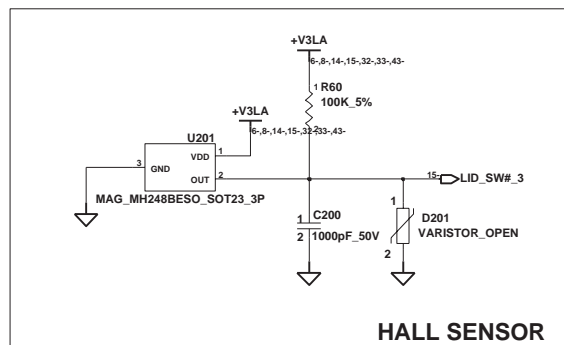 +V3LA
6-,8-,14-,15-,32-,33-,43-
1 R60
100K_5%
2
+V3LA
6-,8-,14-,15-,32-,33-,43-
U201
3 GND VDD 1
OUT 2
MAG_MH248BESO_SOT23_3P
15- LID_SW#_3
1 C200
2 1000pF_50V
1 D201
VARISTOR_OPEN
2
HALL SENSOR